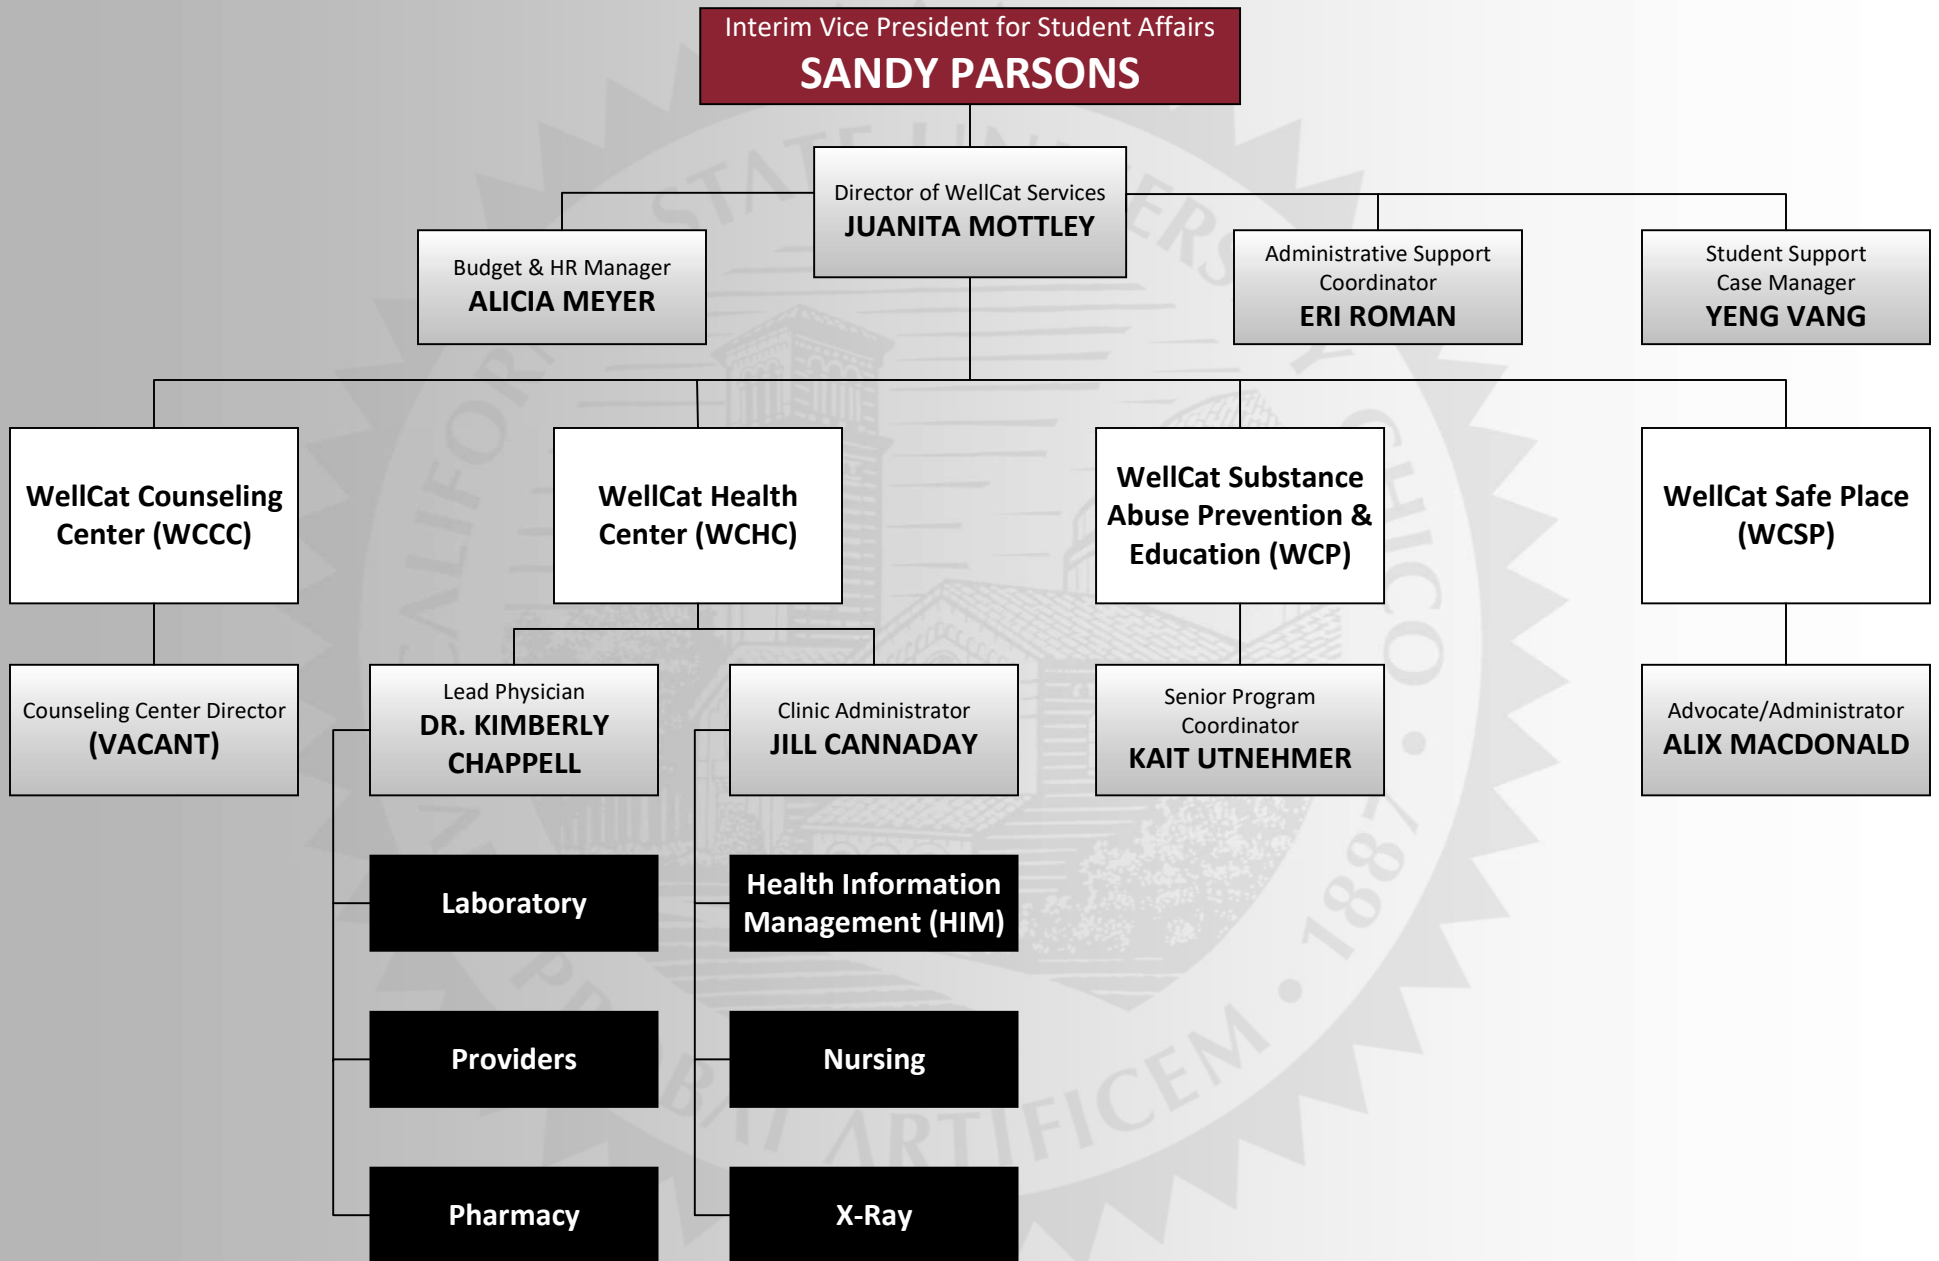 Interim Vice President for Student Affairs
SANDY PARSONS
Director of WellCat Services
JUANITA MOTTLEY
Budget & HR Manager
ALICIA MEYER
Administrative Support
Coordinator
ERI ROMAN
Student Support
Case Manager
YENG VANG
WellCat Counseling
Center (WCCC)
WellCat Health
Center (WCHC)
WellCat Substance
Abuse Prevention &
Education (WCP)
WellCat Safe Place
(WCSP)
Counseling Center Director
(VACANT)
Lead Physician
DR. KIMBERLY
CHAPPELL
Clinic Administrator
JILL CANNADAY
Senior Program
Coordinator
KAIT UTNEHMER
Advocate/Administrator
ALIX MACDONALD
Laboratory
Providers
Pharmacy
Health Information
Management (HIM)
Nursing
X-Ray
CHICO • 1887 •
ARTIFICEM